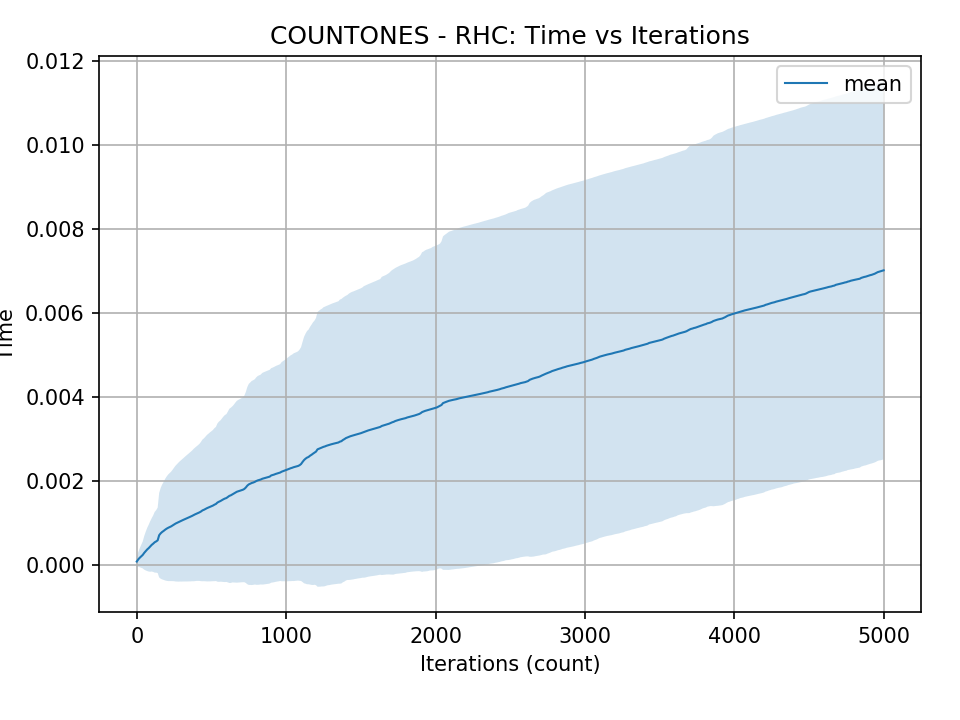 COUNTONES - RHC: Time vs Iterations
mean
0.012
0.010
0.008
0.006
0.004
0.002
0.000
Time
0 1000 2000 3000 4000 5000
Iterations (count)